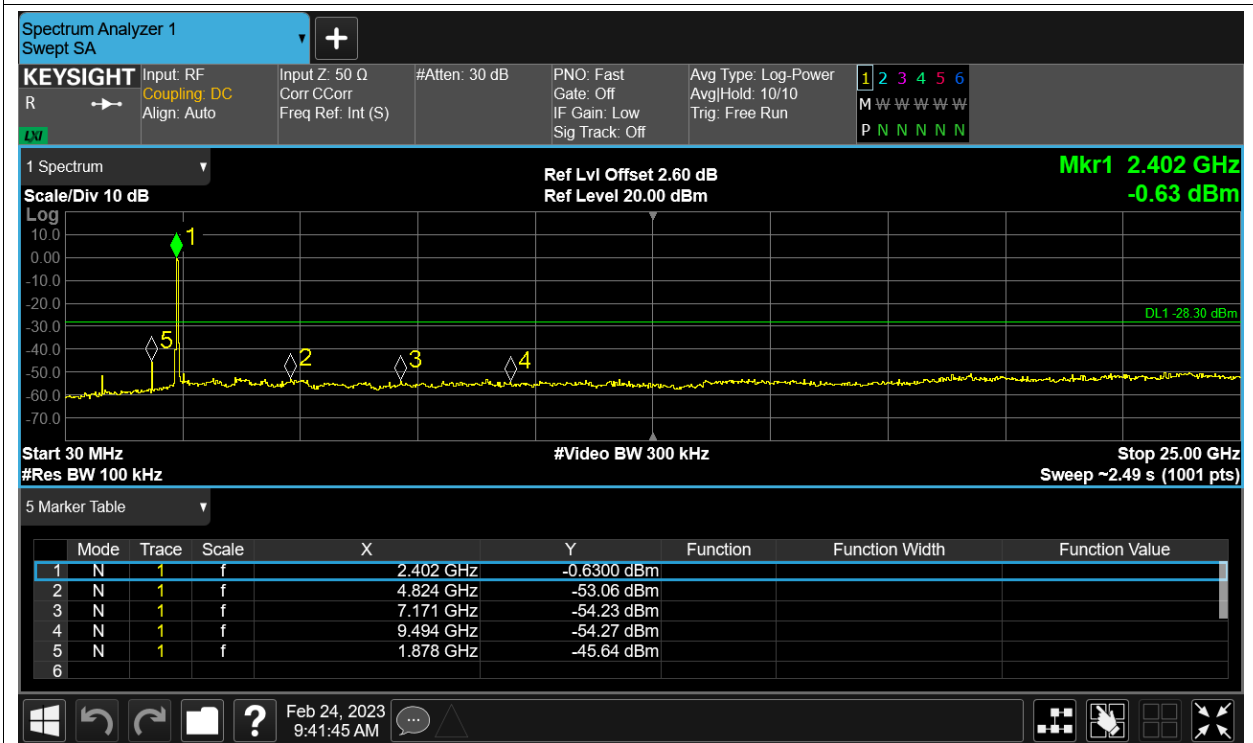 Spectrum Analyzer 1
Swept SA
KEYSIGHT Input: RF Input Z: 50 Ω #Atten: 30 dB PNO: Fast Avg Type: Log-Power 1 2 3 4 5 6
R Coupling: DC Corr CCorr Gate: Off Avg|Hold: 10/10 M W W W W W
Align: Auto Freq Ref: Int (S) IF Gain: Low Trig: Free Run
LXI Sig Track: Off P N N N N N
1 Spectrum Ref Lvl Offset 2.60 dB Mkr1 2.402 GHz
Scale/Div 10 dB Ref Level 20.00 dBm -0.63 dBm
Log
10.0 1
0.00
-10.0
-20.0
DL1 -28.30 dBm
-30.0
-40.0 5 2 3 4
-50.0
-60.0
-70.0
Start 30 MHz #Video BW 300 kHz Stop 25.00 GHz
#Res BW 100 kHz Sweep ~2.49 s (1001 pts)
5 Marker Table
Mode Trace Scale X Y Function Function Width Function Value
1 N 1 f 2.402 GHz -0.6300 dBm
2 N 1 f 4.824 GHz -53.06 dBm
3 N 1 f 7.171 GHz -54.23 dBm
4 N 1 f 9.494 GHz -54.27 dBm
5 N 1 f 1.878 GHz -45.64 dBm
6
? Feb 24, 2023
9:41:45 AM